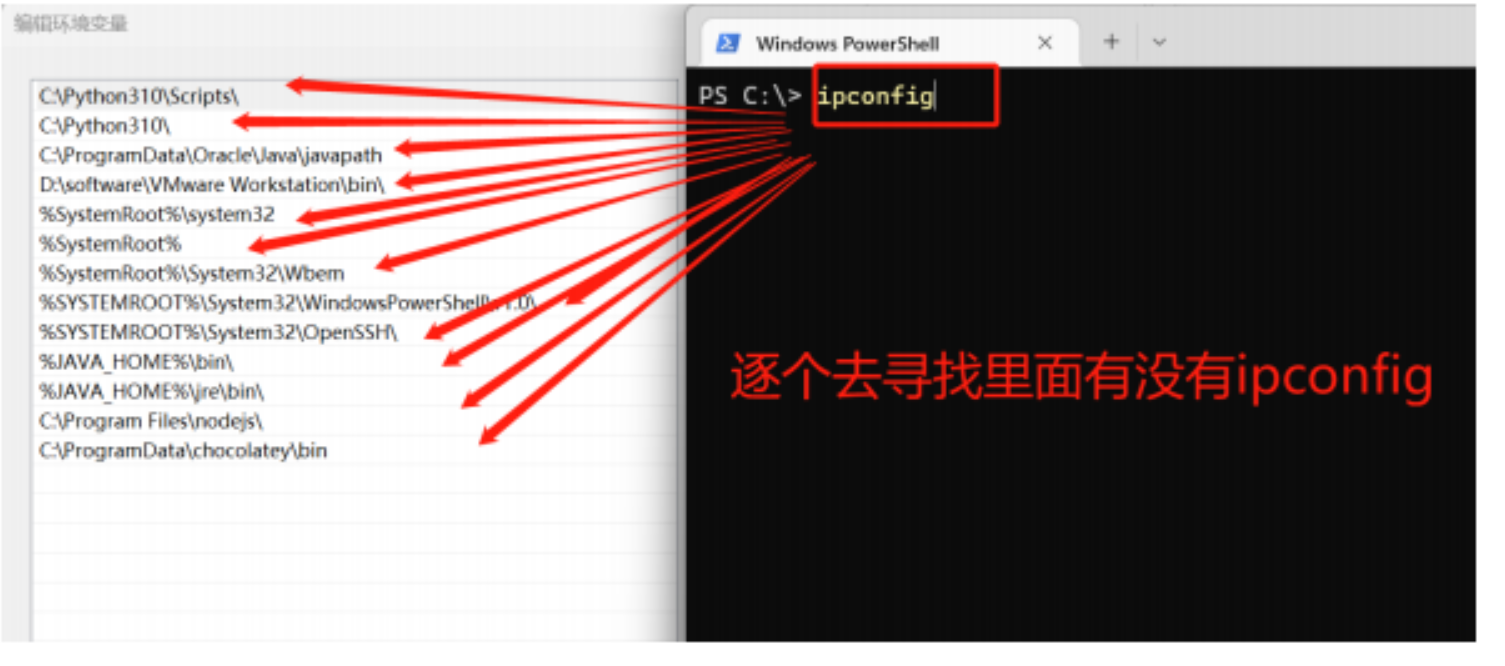 编辑环境变量
C:\Python310\Scripts\
C:\Python310\
C:\ProgramData\Oracle\Java\javapath
D:\software\VMware Workstation\bin\
%SystemRoot%\system32
%SystemRoot%
%SystemRoot%\System32\Wbem
%SYSTEMROOT%\System32\WindowsPowerShell\v1.0\
%SYSTEMROOT%\System32\OpenSSH\
%JAVA_HOME%\bin\
%JAVA_HOME%\jre\bin\
C:\Program Files\nodejs\
C:\ProgramData\chocolatey\bin
Windows PowerShell
PS C:\> ipconfig
逐个去寻找里面有没有ipconfig